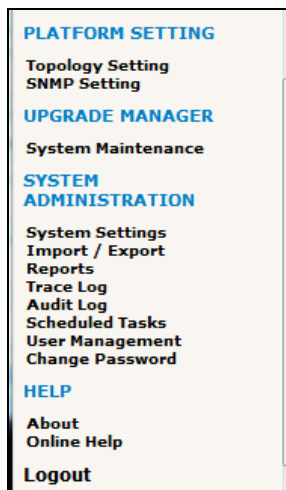 PLATFORM SETTING
Topology Setting
SNMP Setting
UPGRADE MANAGER
System Maintenance
SYSTEM
ADMINISTRATION
System Settings
Import / Export
Reports
Trace Log
Audit Log
Scheduled Tasks
User Management
Change Password
HELP
About
Online Help
Logout